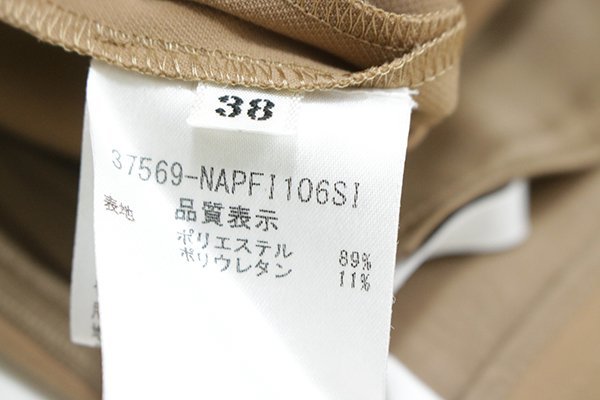 38
37569-NAPFI106SI
品質表示
表地
ポリエステル 89%
ポリウレタン 11%